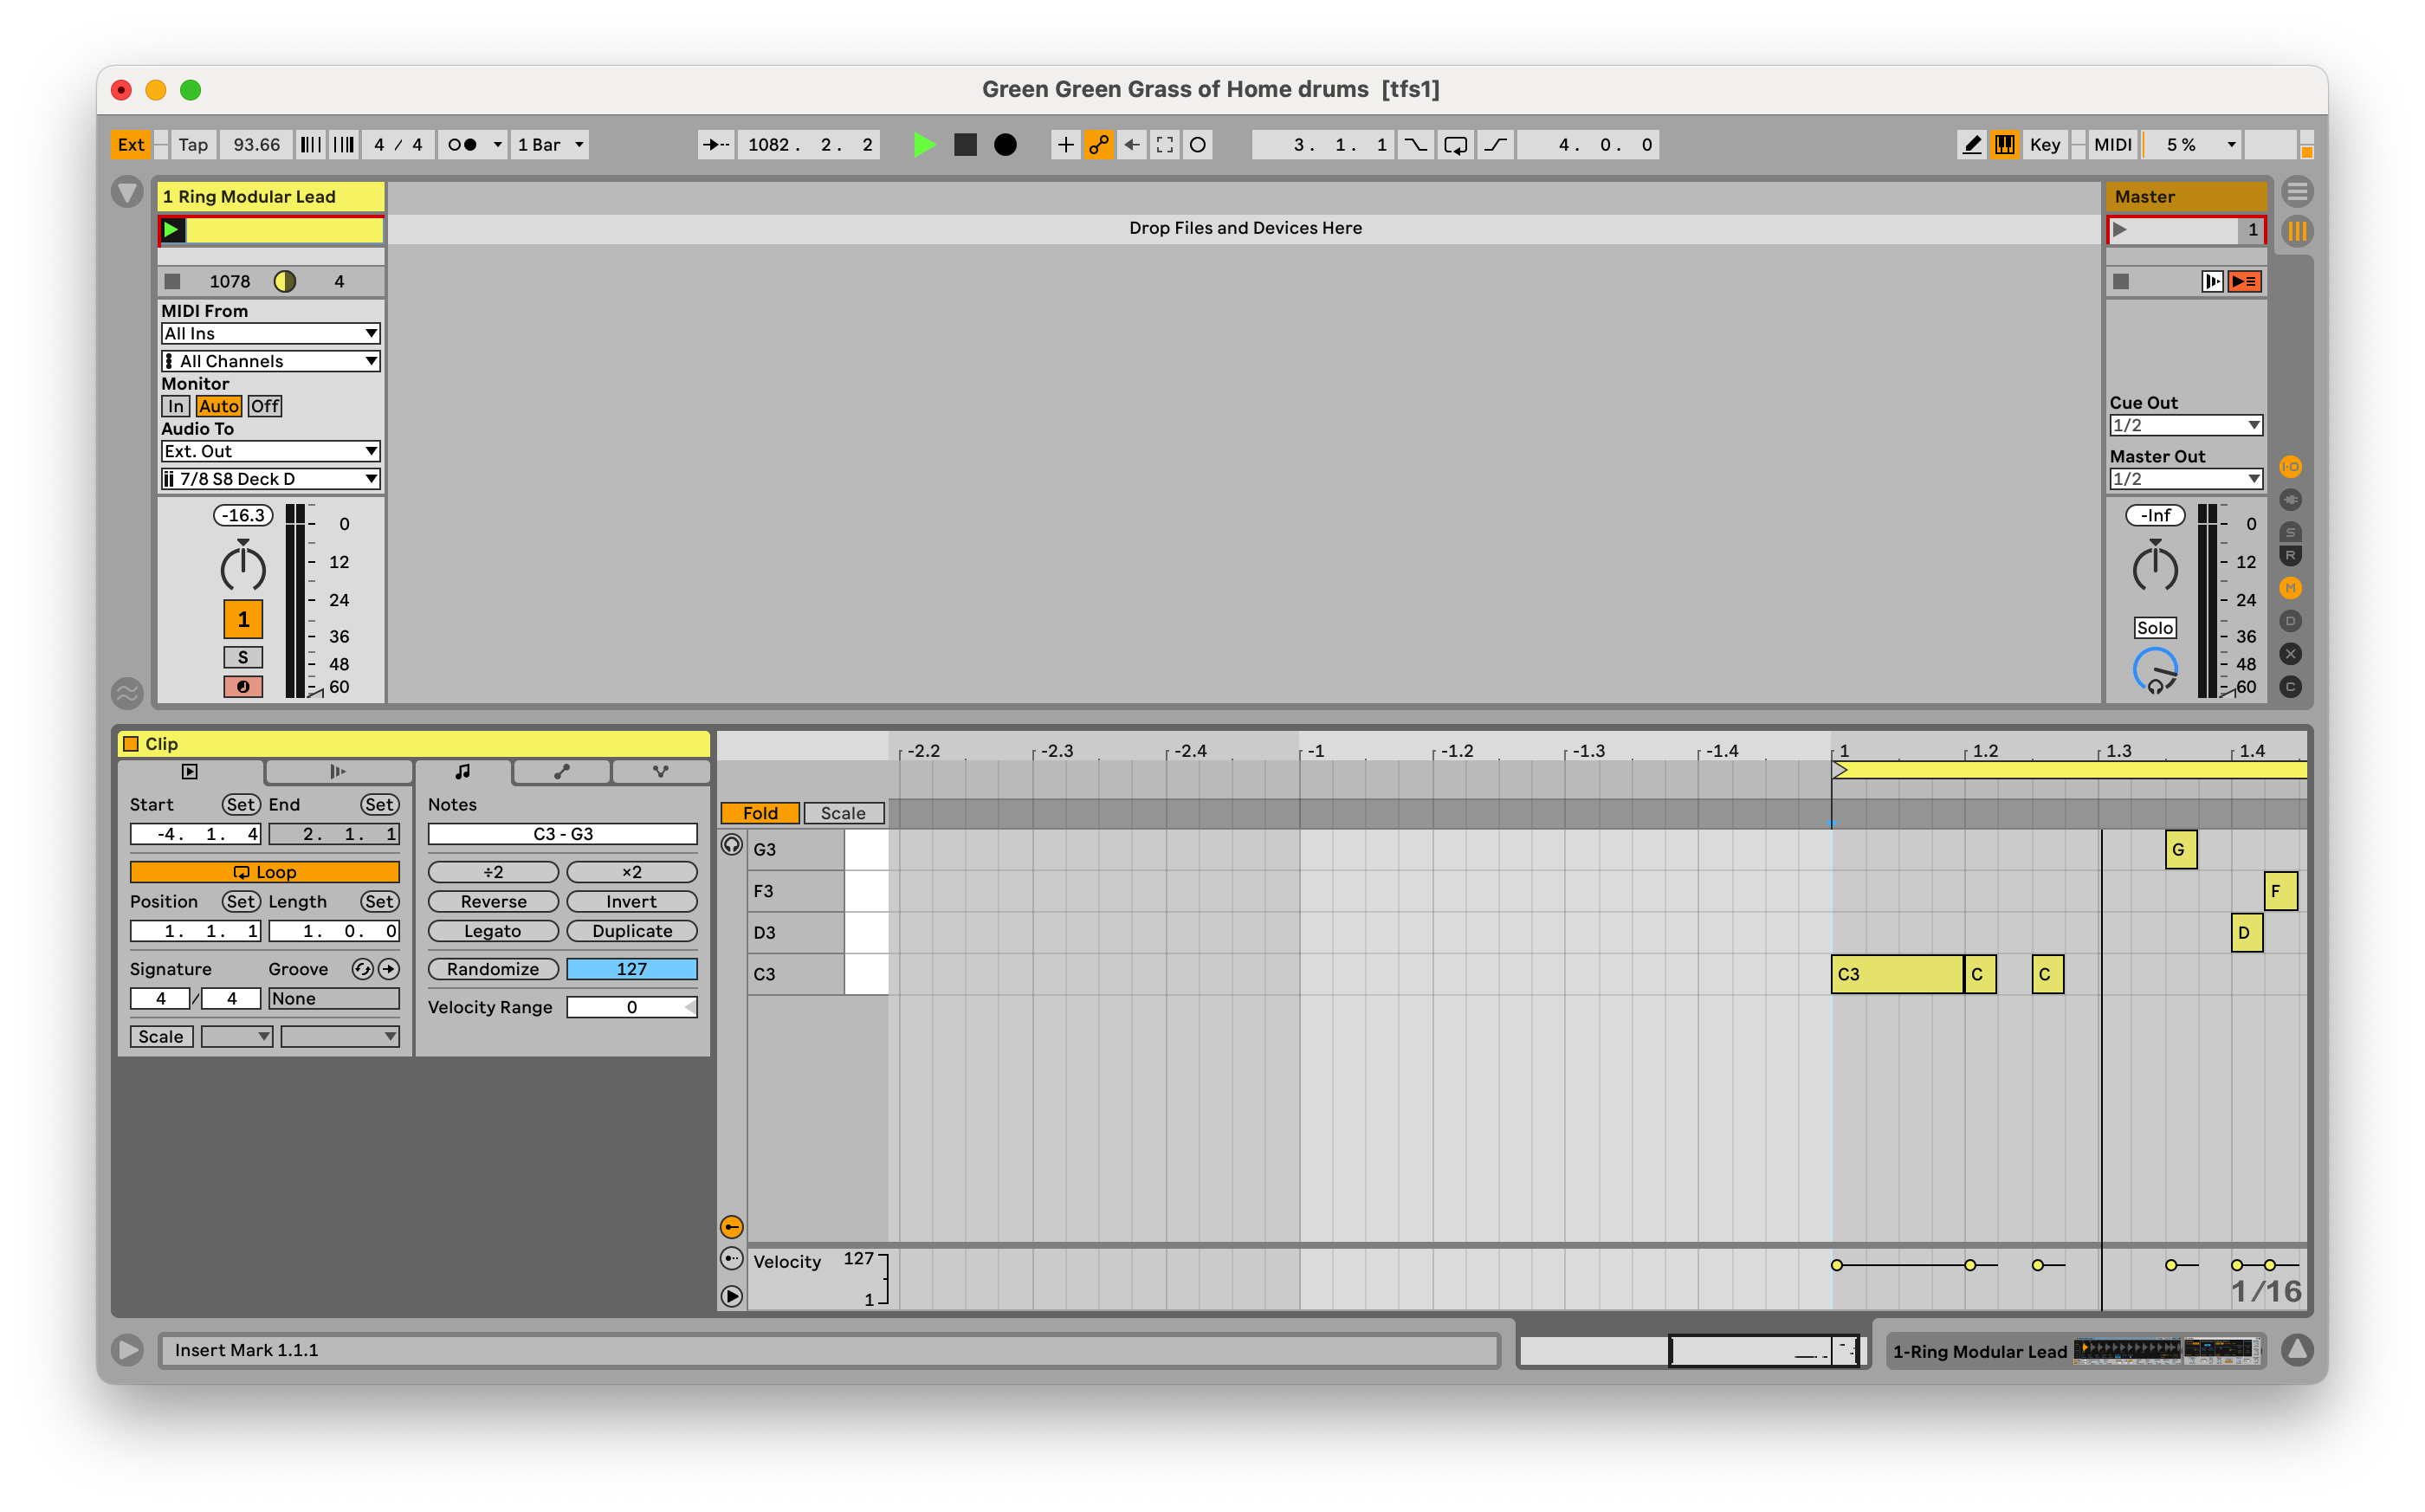 Green Green Grass of Home drums [tfs1]
Ext Tap 93.66 4 / 4 1 Bar 1082. 2. 2 3. 1. 1 4. 0. 0 Key MIDI 5 %
1 Ring Modular Lead
Master
Drop Files and Devices Here
1
1078 4
MIDI From
All Ins
All Channels
Monitor
In Auto Off
Audio To
Ext. Out
7/8 S8 Deck D
Cue Out
1/2
Master Out
1/2
-16.3
0
12
24
36
48
60
1
S
-Inf
0
12
24
36
48
60
Solo
I·O
S
R
M
D
X
C
Clip
Start Set End Set
-4. 1. 4 2. 1. 1
Loop
Position Set Length Set
1. 1. 1 1. 0. 0
Signature Groove
4 / 4 None
Scale
Notes
C3 - G3
÷2 ×2
Reverse Invert
Legato Duplicate
Randomize 127
Velocity Range 0
-2.2 -2.3 -2.4 -1 -1.2 -1.3 -1.4 1 1.2 1.3 1.4
Fold Scale
G3 G
F3 F
D3 D
C3 C3 C C
Velocity 127
1
1/16
Insert Mark 1.1.1
1-Ring Modular Lead